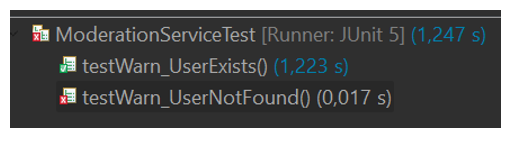 ModerationServiceTest [Runner: JUnit 5] (1,247 s)
testWarn_UserExists() (1,223 s)
testWarn_UserNotFound() (0,017 s)